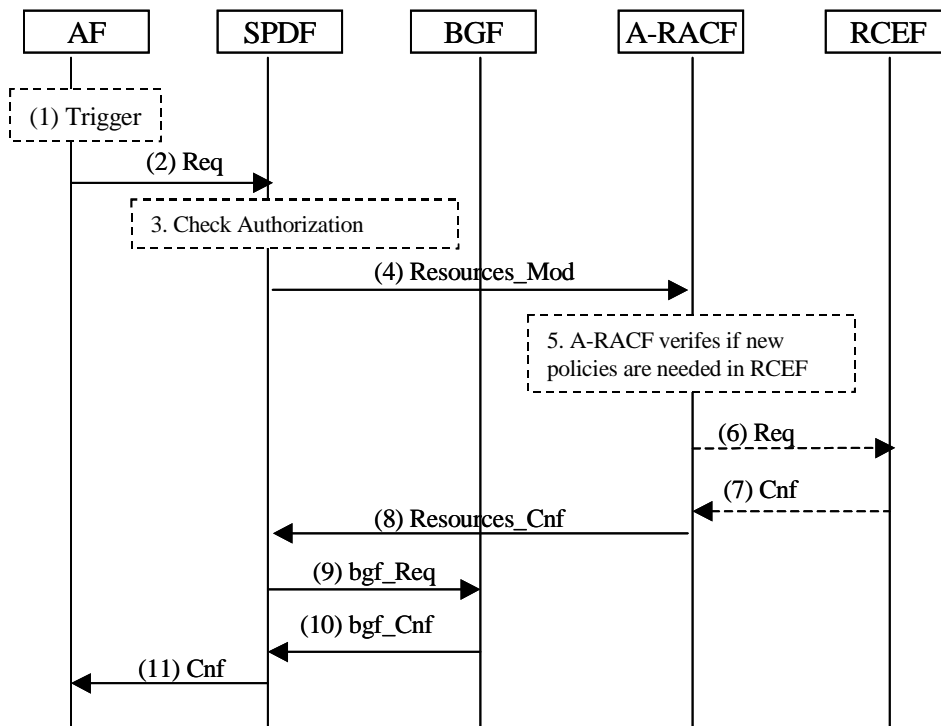 AF
SPDF
BGF
A-RACF
RCEF
(1) Trigger
(2) Req
3. Check Authorization
(4) Resources_Mod
5. A-RACF verifes if new
policies are needed in RCEF
(6) Req
(7) Cnf
(8) Resources_Cnf
(9) bgf_Req
(10) bgf_Cnf
(11) Cnf